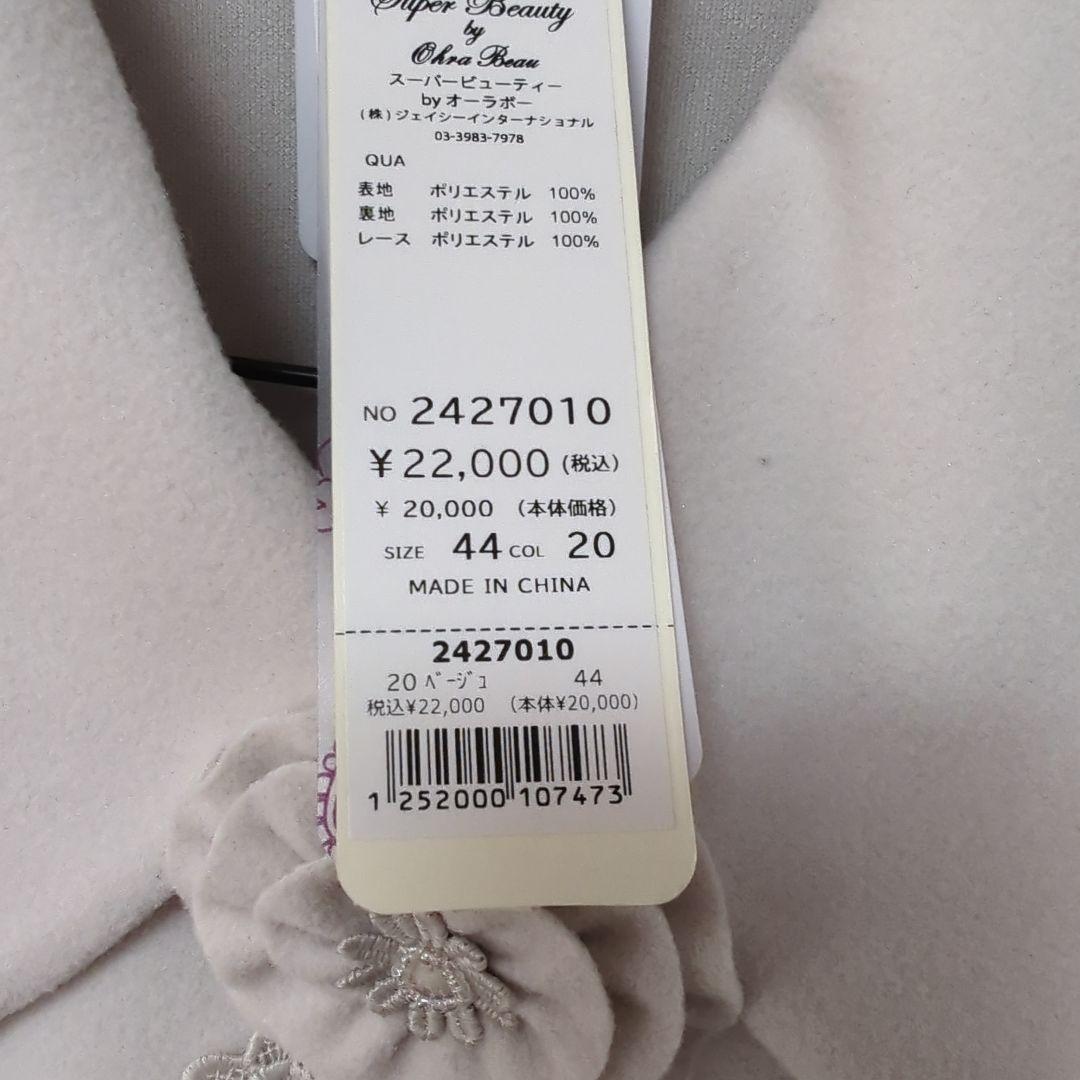 Super Beauty
by
Ohra Beau
スーパービューティー
by オーラボー
(株)ジェイシーインターナショナル
03-3983-7978
QUA
表地 ポリエステル 100%
裏地 ポリエステル 100%
レース ポリエステル 100%
NO 2427010
¥22,000 (税込)
¥ 20,000 (本体価格)
SIZE 44 COL 20
MADE IN CHINA
2427010
20 ﾍﾞｰｼﾞｭ 44
税込¥22,000 (本体¥20,000)
1 252000 107473